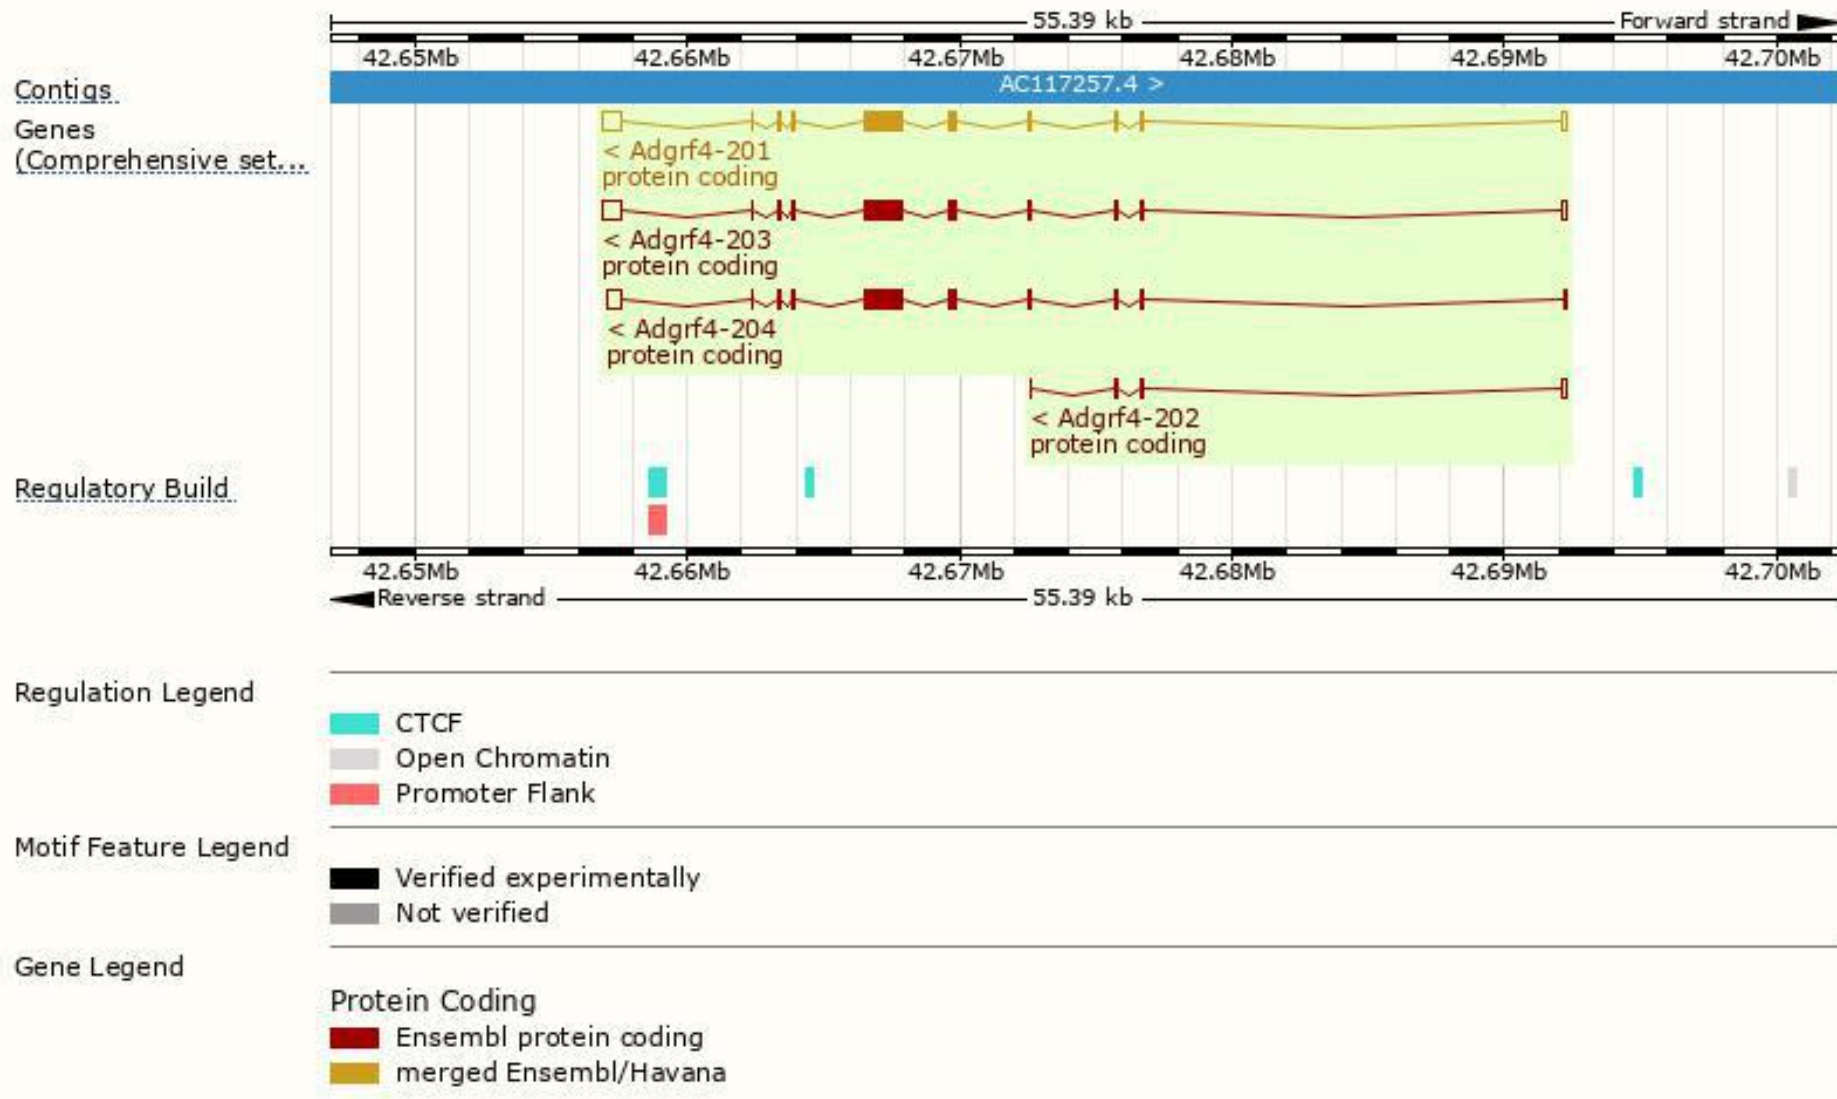 55.39 kb Forward strand
42.65Mb 42.66Mb 42.67Mb 42.68Mb 42.69Mb 42.70Mb
Contigs AC117257.4 >
Genes
(Comprehensive set...
< Adgrf4-201
protein coding
< Adgrf4-203
protein coding
< Adgrf4-204
protein coding
< Adgrf4-202
protein coding
Regulatory Build
42.65Mb 42.66Mb 42.67Mb 42.68Mb 42.69Mb 42.70Mb
Reverse strand 55.39 kb
Regulation Legend
CTCF
Open Chromatin
Promoter Flank
Motif Feature Legend
Verified experimentally
Not verified
Gene Legend
Protein Coding
Ensembl protein coding
merged Ensembl/Havana